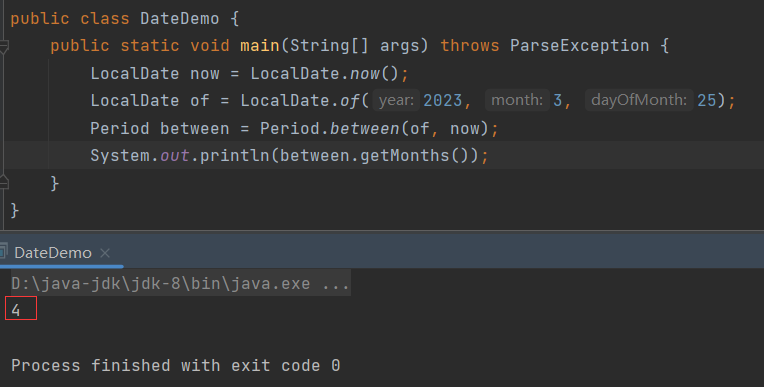 public class DateDemo {
public static void main(String[] args) throws ParseException {
LocalDate now = LocalDate.now();
LocalDate of = LocalDate.of( year: 2023, month: 3, dayOfMonth: 25);
Period between = Period.between(of, now);
System.out.println(between.getMonths());
}
}
DateDemo ×
D:\java-jdk\jdk-8\bin\java.exe ...
4
Process finished with exit code 0